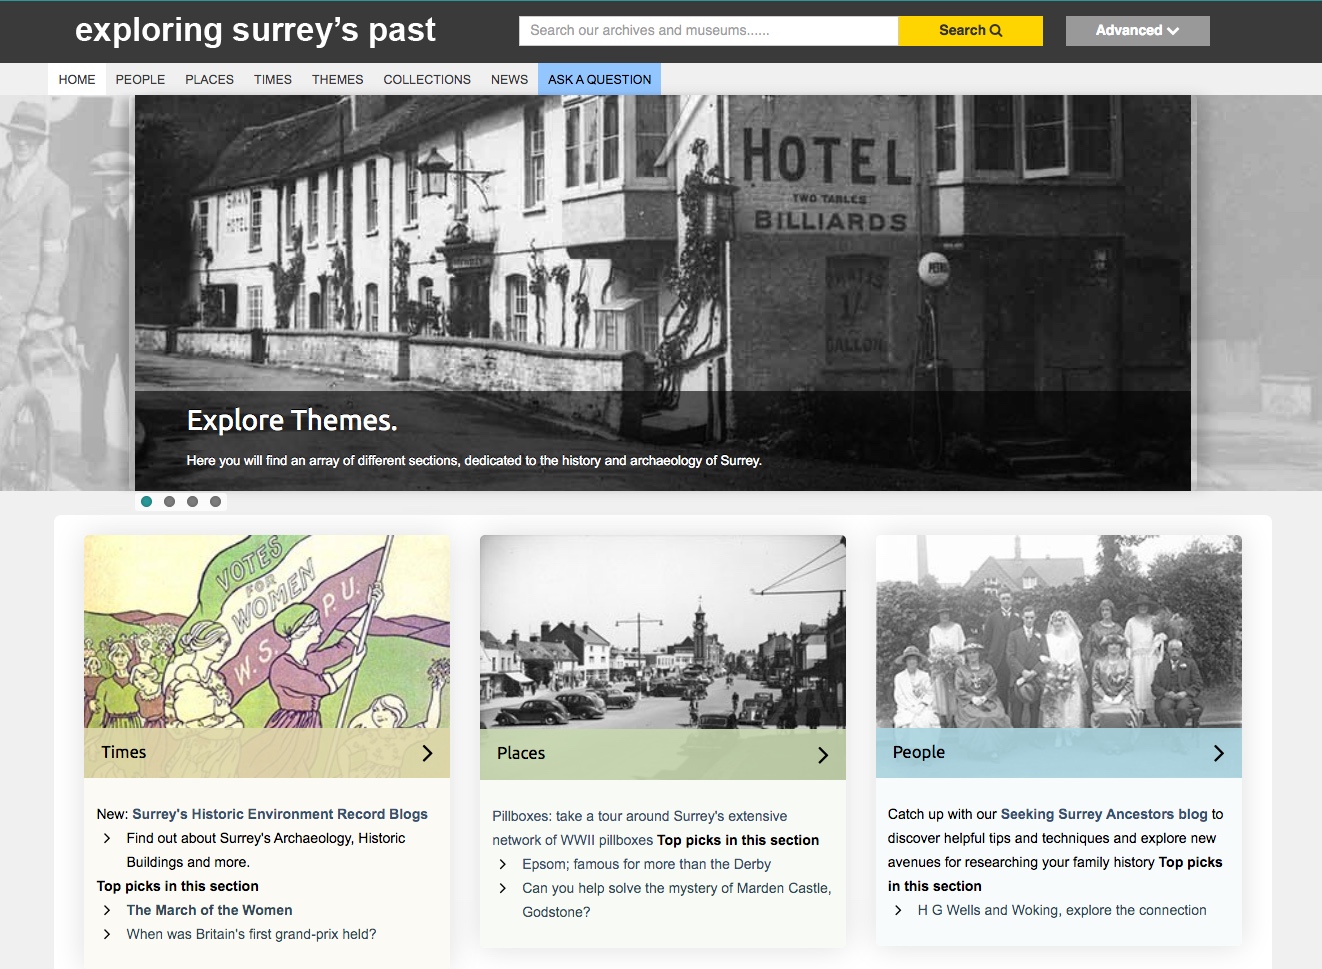 exploring surrey's past
Search our archives and museums......
Search
Advanced
HOME PEOPLE PLACES TIMES THEMES COLLECTIONS NEWS ASK A QUESTION
SWAN
HOTEL
HOTEL
TWO TABLES
BILLIARDS
PETROL
PRATTS
1/-
GALLON
Explore Themes.
Here you will find an array of different sections, dedicated to the history and archaeology of Surrey.
VOTES
FOR
WOMEN
W. S. P. U.
Times
New: Surrey's Historic Environment Record Blogs
Find out about Surrey's Archaeology, Historic
Buildings and more.
Top picks in this section
The March of the Women
When was Britain's first grand-prix held?
Places
Pillboxes: take a tour around Surrey's extensive
network of WWII pillboxes Top picks in this section
Epsom; famous for more than the Derby
Can you help solve the mystery of Marden Castle,
Godstone?
People
Catch up with our Seeking Surrey Ancestors blog to
discover helpful tips and techniques and explore new
avenues for researching your family history Top picks
in this section
H G Wells and Woking, explore the connection